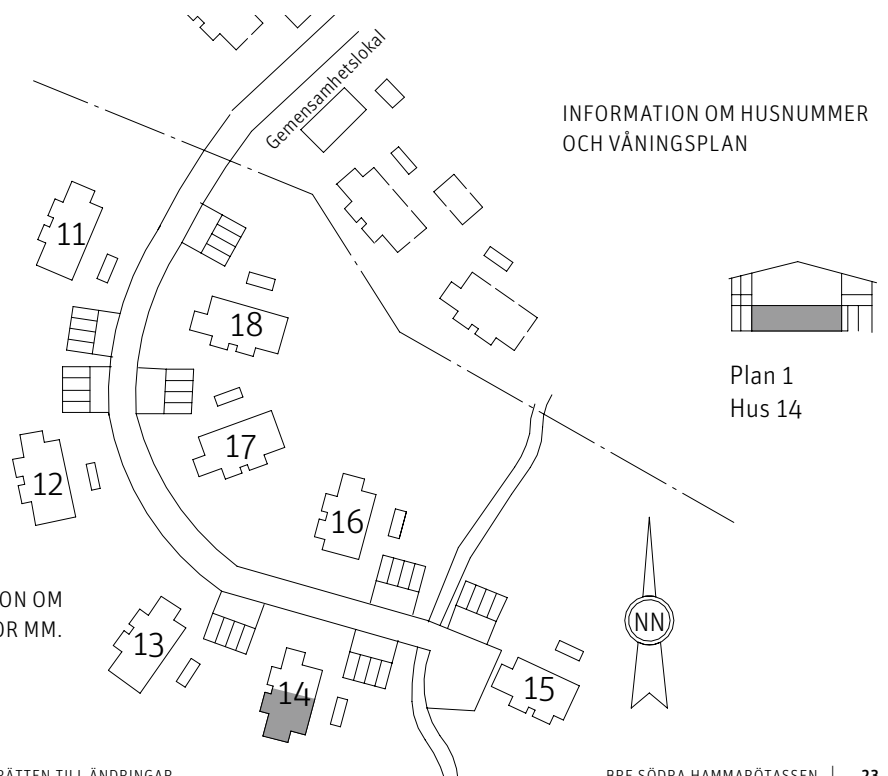 Gemensamhetslokal
INFORMATION OM HUSNUMMER
OCH VÅNINGSPLAN
11
18
Plan 1
Hus 14
17
12
16
ON OM
OR MM.
NN
13
14
15
RÄTTEN TILL ÄNDRINGAR
BRF SÖDRA HAMMARÖTASSEN | 23